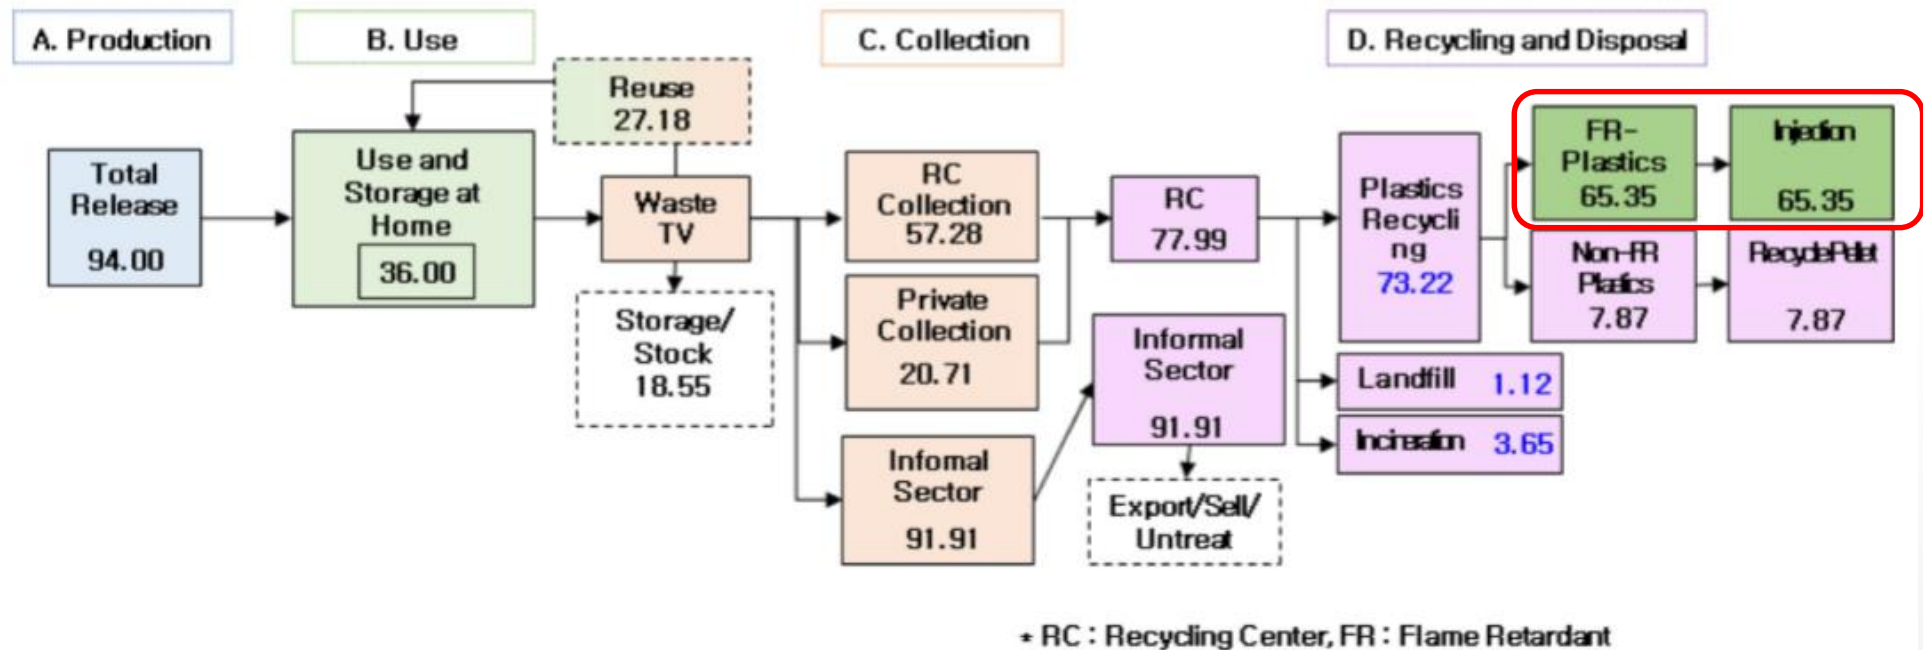 A. Production
B. Use
C. Collection
D. Recycling and Disposal
Reuse
27.18
Total
Release
94.00
Use and
Storage at
Home
36.00
Waste
TV
Storage/
Stock
18.55
RC
Collection
57.28
Private
Collection
20.71
Infomal
Sector
91.91
RC
77.99
Informal
Sector
91.91
Export/Sell/
Untreat
Plastics
Recycli
ng
73.22
FR-
Plastics
65.35
Injection
65.35
Non-FR
Plastics
7.87
Recycle Pellet
7.87
Landfill 1.12
Incineration 3.65
* RC : Recycling Center, FR : Flame Retardant